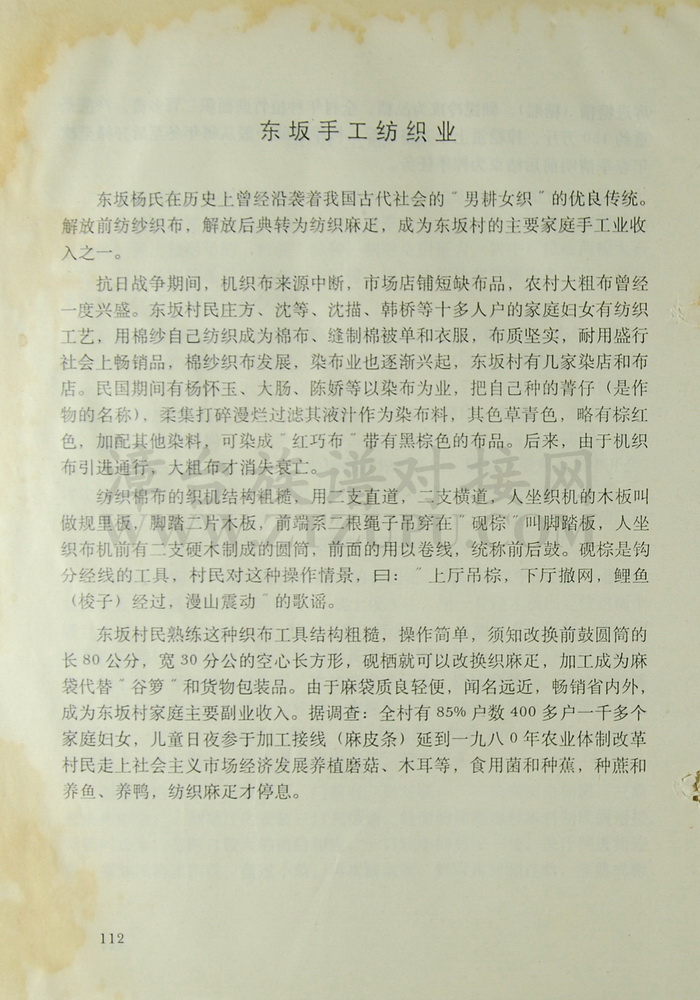 东坂手工纺织业
东坂杨氏在历史上曾经沿袭着我国古代社会的"男耕女织"的优良传统。
解放前纺纱织布，解放后典转为纺织麻疋，成为东坂村的主要家庭手工业收
入之一。
抗日战争期间，机织布来源中断，市场店铺短缺布品，农村大粗布曾经
一度兴盛。东坂村民庄方、沈等、沈描、韩桥等十多人户的家庭妇女有纺织
工艺，用棉纱自己纺织成为棉布、缝制棉被单和衣服，布质坚实，耐用盛行
社会上畅销品，棉纱织布发展，染布业也逐渐兴起，东坂村有几家染店和布
店。民国期间有杨怀玉、大肠、陈娇等以染布为业，把自己种的菁仔（是作
物的名称），柔集打碎漫烂过滤其液汁作为染布料，其色草青色，略有棕红
色，加配其他染料，可染成"红巧布"带有黑棕色的布品。后来，由于机织
布引进通行，大粗布才消失衰亡。
纺织棉布的织机结构粗糙，用二支直道，二支横道，人坐织机的木板叫
做规里板，脚踏二片木板，前端系二根绳子吊穿在"砚棕"叫脚踏板，人坐
织布机前有二支硬木制成的圆筒，前面的用以卷线，统称前后鼓。砚棕是钩
分经线的工具，村民对这种操作情景，曰："上厅吊棕，下厅撤网，鲤鱼
（梭子）经过，漫山震动"的歌谣。
东坂村民熟练这种织布工具结构粗糙，操作简单，须知改换前鼓圆筒的
长80公分，宽30分公的空心长方形，砚栖就可以改换织麻疋，加工成为麻
袋代替"谷箩"和货物包装品。由于麻袋质良轻便，闻名远近，畅销省内外，
成为东坂村家庭主要副业收入。据调查：全村有85%户数400多户一千多个
家庭妇女，儿童日夜参于加工接线（麻皮条）延到一九八0年农业体制改革
村民走上社会主义市场经济发展养植磨菇、木耳等，食用菌和种蕉，种蔗和
养鱼、养鸭，纺织麻疋才停息。
112